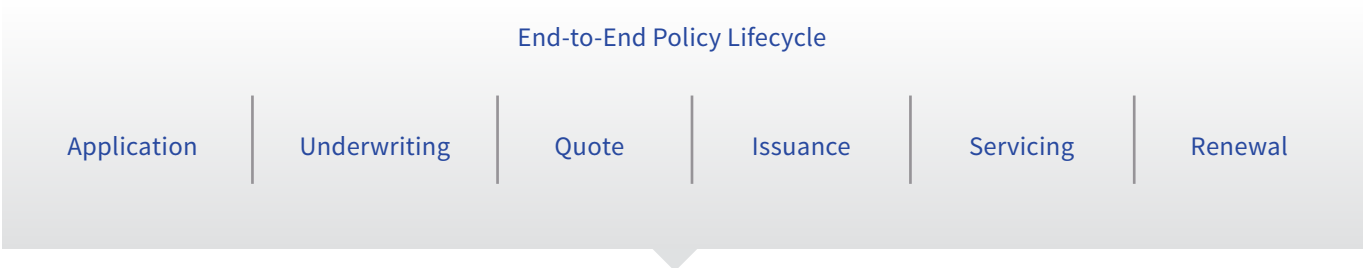 End-to-End Policy Lifecycle
Application Underwriting Quote Issuance Servicing Renewal